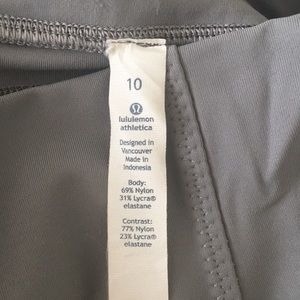 10
lululemon
athletica
Designed in
Vancouver
Made in
Indonesia
Body:
69% Nylon
31% Lycra®
elastane
Contrast:
77% Nylon
23% Lycra®
elastane